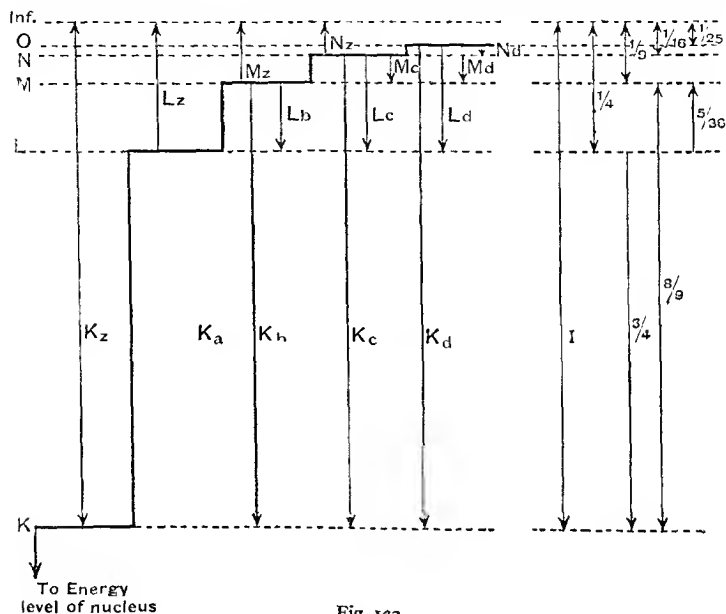 Inf.
O
N
M
L
K
Kz
Lz
Mz
Nz
Ka
Kb
Lb
Kc
Lc
Mc
Kd
Ld
Md
Nd
I
1/4
1/9
1/16
1/25
3/4
8/9
5/36
To Energy
level of nucleus